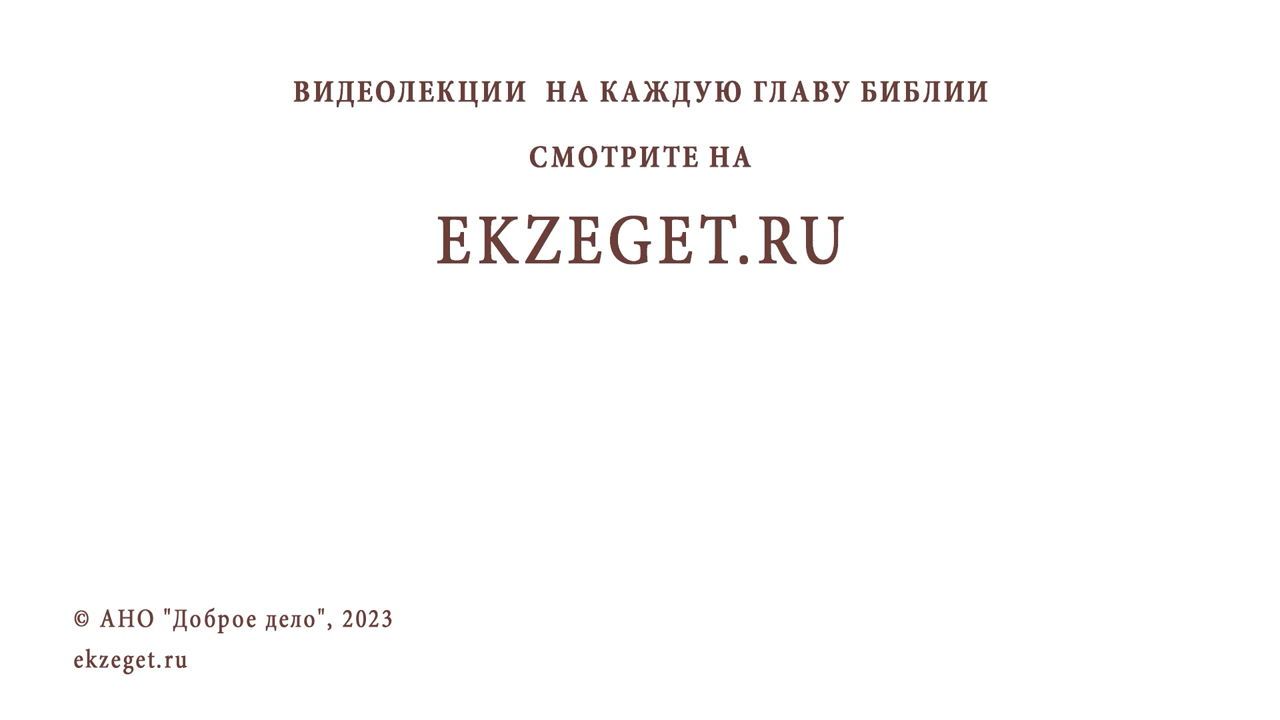 ВИДЕОЛЕКЦИИ НА КАЖДУЮ ГЛАВУ БИБЛИИ
СМОТРИТЕ НА
EKZEGET.RU
© АНО "Доброе дело", 2023
ekzeget.ru